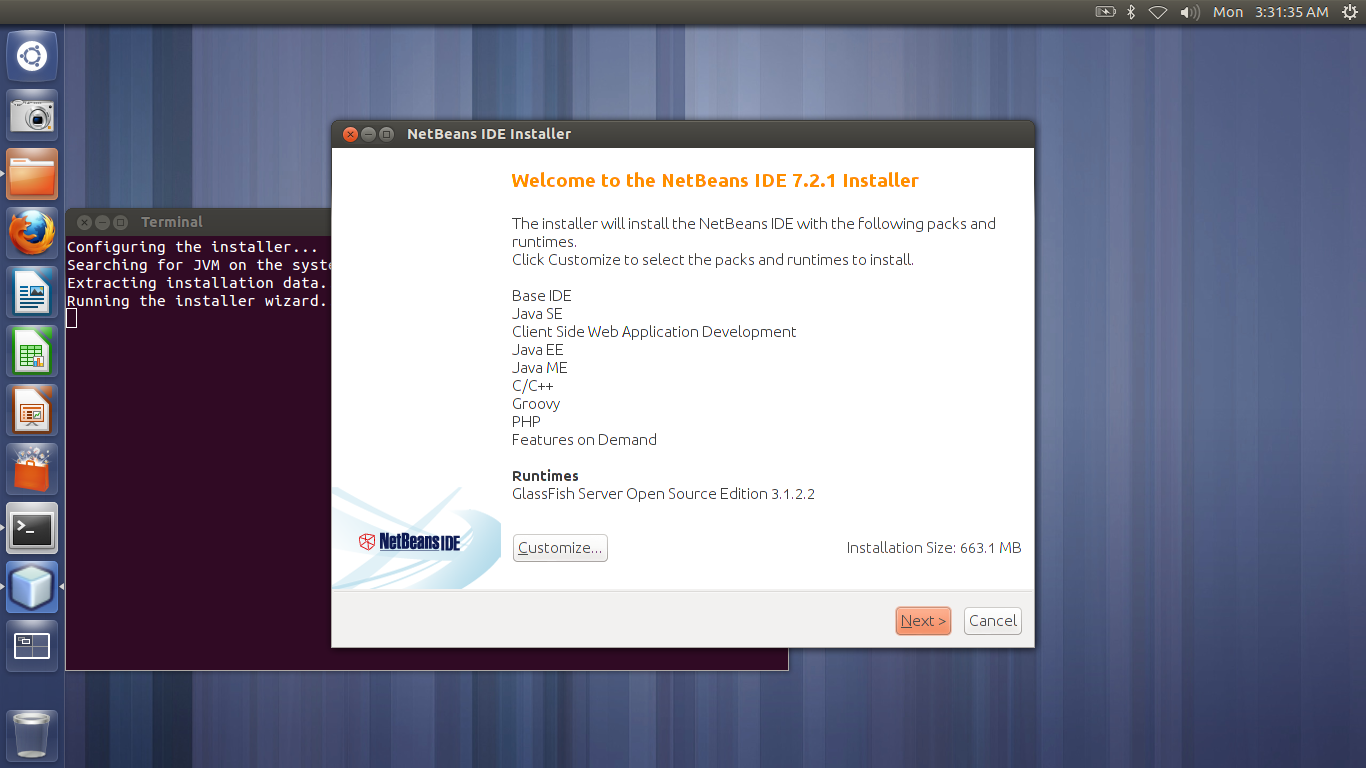 Mon 3:31:35 AM
Terminal
Configuring the installer...
Searching for JVM on the syste
Extracting installation data.
Running the installer wizard.
>_
NetBeans IDE Installer
Welcome to the NetBeans IDE 7.2.1 Installer
The installer will install the NetBeans IDE with the following packs and
runtimes.
Click Customize to select the packs and runtimes to install.
Base IDE
Java SE
Client Side Web Application Development
Java EE
Java ME
C/C++
Groovy
PHP
Features on Demand
Runtimes
GlassFish Server Open Source Edition 3.1.2.2
NetBeans IDE
Customize...
Installation Size: 663.1 MB
Next >
Cancel